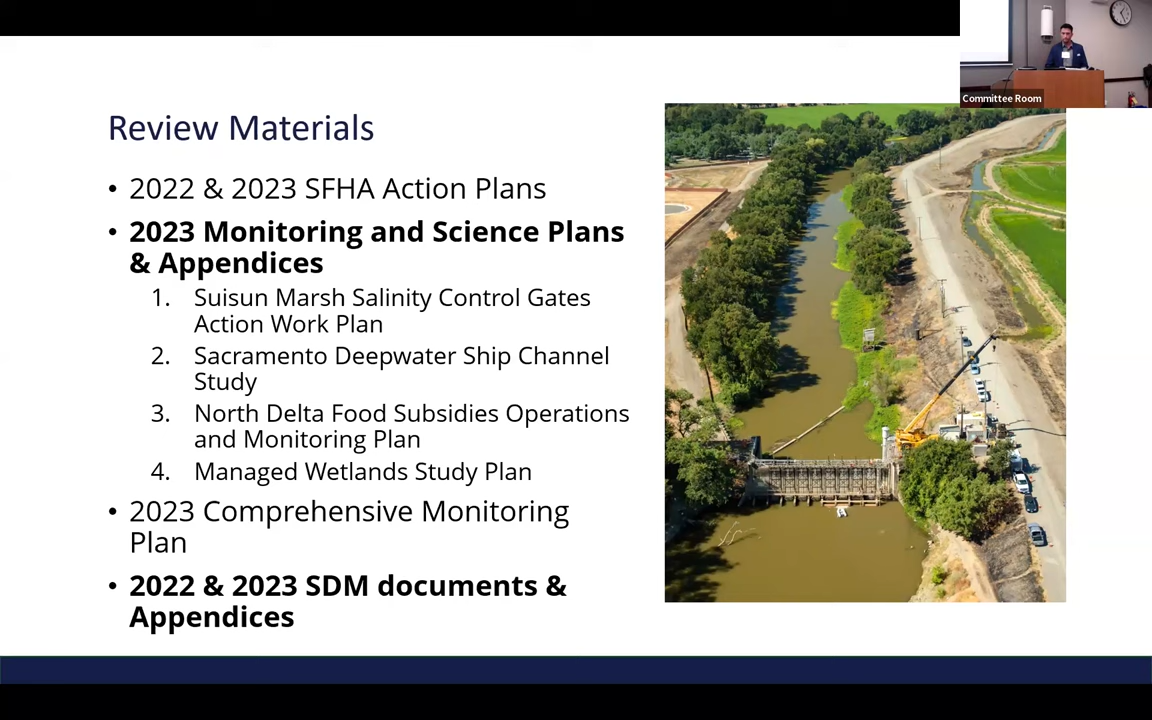 Committee Room
Review Materials
• 2022 & 2023 SFHA Action Plans
• 2023 Monitoring and Science Plans
& Appendices
1. Suisun Marsh Salinity Control Gates
Action Work Plan
2. Sacramento Deepwater Ship Channel
Study
3. North Delta Food Subsidies Operations
and Monitoring Plan
4. Managed Wetlands Study Plan
• 2023 Comprehensive Monitoring
Plan
• 2022 & 2023 SDM documents &
Appendices